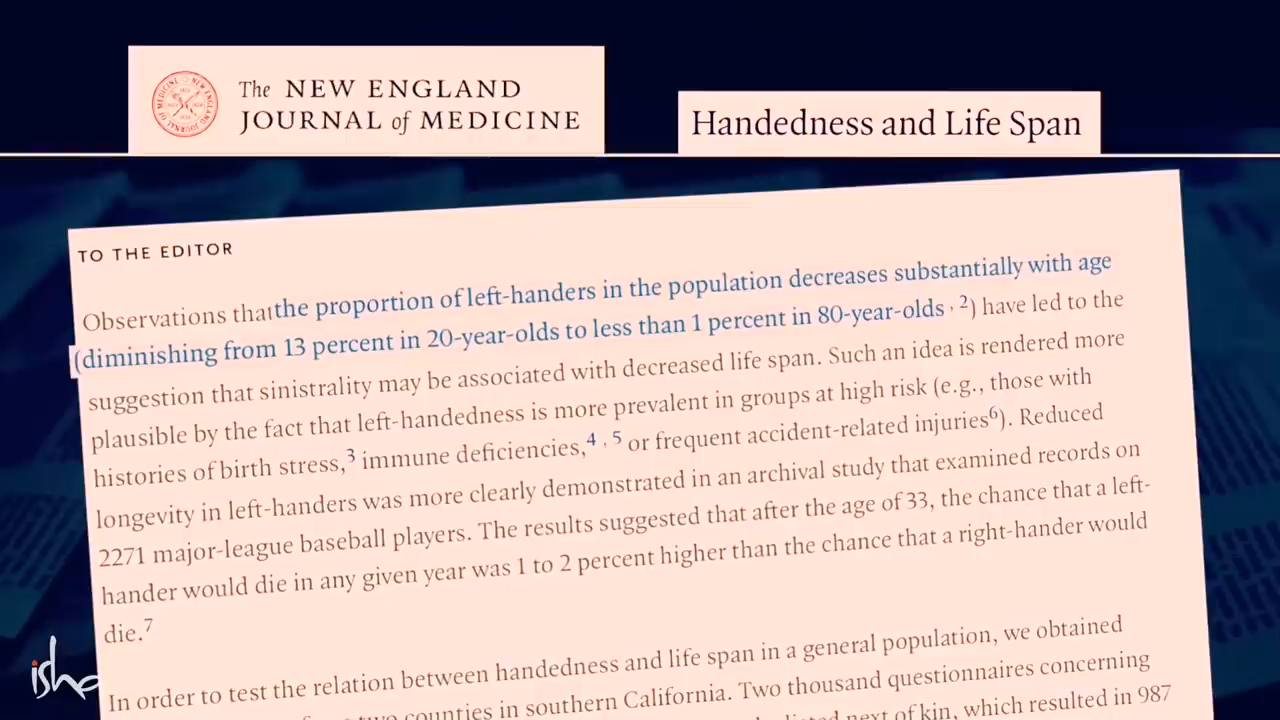 The NEW ENGLAND
JOURNAL of MEDICINE
Handedness and Life Span
TO THE EDITOR
Observations thatthe proportion of left-handers in the population decreases substantially with age
(diminishing from 13 percent in 20-year-olds to less than 1 percent in 80-year-olds , 2) have led to the
suggestion that sinistrality may be associated with decreased life span. Such an idea is rendered more
plausible by the fact that left-handedness is more prevalent in groups at high risk (e.g., those with
histories of birth stress,3 immune deficiencies,4 , 5 or frequent accident-related injuries6). Reduced
longevity in left-handers was more clearly demonstrated in an archival study that examined records on
2271 major-league baseball players. The results suggested that after the age of 33, the chance that a left-
hander would die in any given year was 1 to 2 percent higher than the chance that a right-hander would
die.7
In order to test the relation between handedness and life span in a general population, we obtained
two counties in southern California. Two thousand questionnaires concerning
next of kin, which resulted in 987
isha